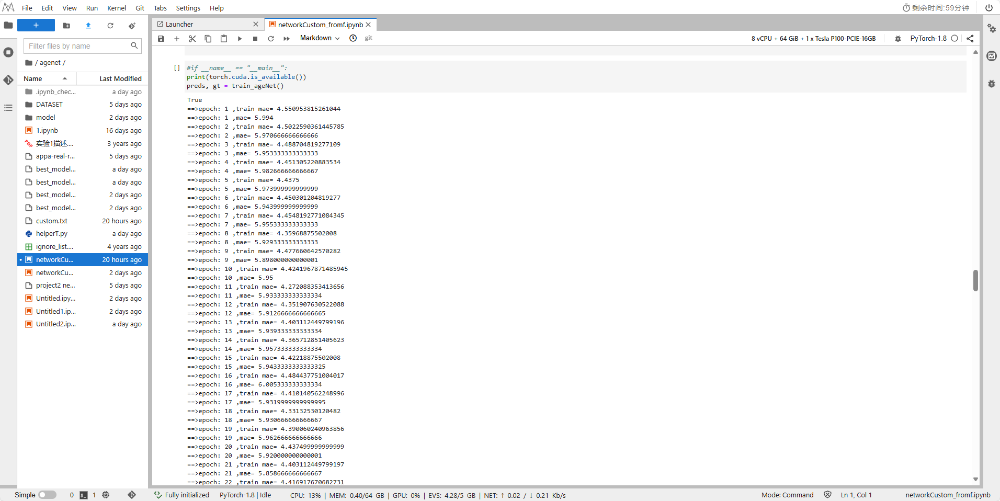 File Edit View Run Kernel Git Tabs Settings Help
剩余时间:59分钟
Launcher
networkCustom_fromf.ipynb
Markdown
git
8 vCPU + 64 GiB + 1 x Tesla P100-PCIE-16GB
PyTorch-1.8
Filter files by name
/ agenet /
Name Last Modified
.ipynb_chec... a day ago
DATASET 5 days ago
model 2 days ago
1.ipynb 16 days ago
实验1描述.... 3 years ago
appa-real-r... 5 days ago
best_model... a day ago
best_model... a day ago
best_model... 2 days ago
best_model... 2 days ago
custom.txt 20 hours ago
helperT.py a day ago
ignore_list.... 4 years ago
networkCu... 20 hours ago
networkCu... 2 days ago
project2 ne... 5 days ago
Untitled.ipy... 2 days ago
Untitled1.ip... 2 days ago
Untitled2.ip... a day ago
[] #if __name__ == "__main__":
print(torch.cuda.is_available())
preds, gt = train_ageNet()
True
==>epoch: 1 ,train mae= 4.550953815261044
==>epoch: 1 ,mae= 5.994
==>epoch: 2 ,train mae= 4.5022590361445785
==>epoch: 2 ,mae= 5.970666666666666
==>epoch: 3 ,train mae= 4.488704819277109
==>epoch: 3 ,mae= 5.953333333333333
==>epoch: 4 ,train mae= 4.451305220883534
==>epoch: 4 ,mae= 5.982666666666667
==>epoch: 5 ,train mae= 4.4375
==>epoch: 5 ,mae= 5.973999999999999
==>epoch: 6 ,train mae= 4.450301204819277
==>epoch: 6 ,mae= 5.943999999999999
==>epoch: 7 ,train mae= 4.4548192771084345
==>epoch: 7 ,mae= 5.955333333333333
==>epoch: 8 ,train mae= 4.35968875502008
==>epoch: 8 ,mae= 5.929333333333333
==>epoch: 9 ,train mae= 4.477660642570282
==>epoch: 9 ,mae= 5.898000000000001
==>epoch: 10 ,train mae= 4.4241967871485945
==>epoch: 10 ,mae= 5.95
==>epoch: 11 ,train mae= 4.272088353413656
==>epoch: 11 ,mae= 5.933333333333334
==>epoch: 12 ,train mae= 4.351907630522088
==>epoch: 12 ,mae= 5.9126666666666665
==>epoch: 13 ,train mae= 4.403112449799196
==>epoch: 13 ,mae= 5.939333333333334
==>epoch: 14 ,train mae= 4.365712851405623
==>epoch: 14 ,mae= 5.957333333333334
==>epoch: 15 ,train mae= 4.42218875502008
==>epoch: 15 ,mae= 5.9433333333333325
==>epoch: 16 ,train mae= 4.484437751004017
==>epoch: 16 ,mae= 6.005333333333334
==>epoch: 17 ,train mae= 4.410140562248996
==>epoch: 17 ,mae= 5.9319999999999995
==>epoch: 18 ,train mae= 4.33132530120482
==>epoch: 18 ,mae= 5.930666666666667
==>epoch: 19 ,train mae= 4.390060240963856
==>epoch: 19 ,mae= 5.962666666666666
==>epoch: 20 ,train mae= 4.437499999999999
==>epoch: 20 ,mae= 5.920000000000001
==>epoch: 21 ,train mae= 4.403112449799197
==>epoch: 21 ,mae= 5.858666666666667
==>epoch: 22 ,train mae= 4.416917670682731
Simple 0 1 Fully initialized PyTorch-1.8 | Idle CPU: 13% | MEM: 0.40/64 GB | GPU: 0% | EVS: 4.28/5 GB | NET: ↑ 0.02 / ↓ 0.21 Kb/s Mode: Command Ln 1, Col 1 networkCustom_fromf.ipynb